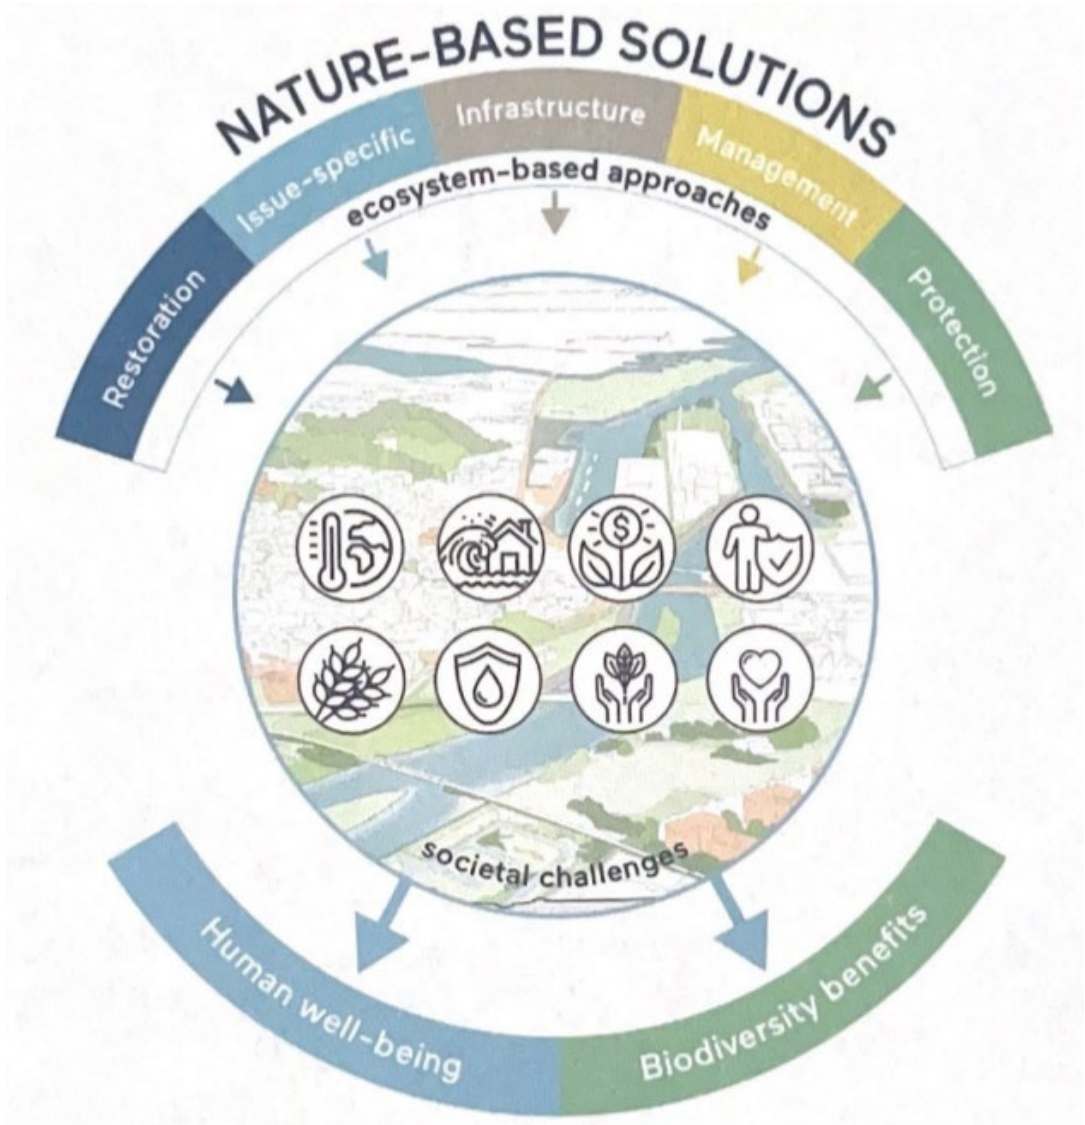 NATURE-BASED SOLUTIONS
Restoration
Issue-specific
Infrastructure
Management
Protection
ecosystem-based approaches
$
societal challenges
Human well-being
Biodiversity benefits